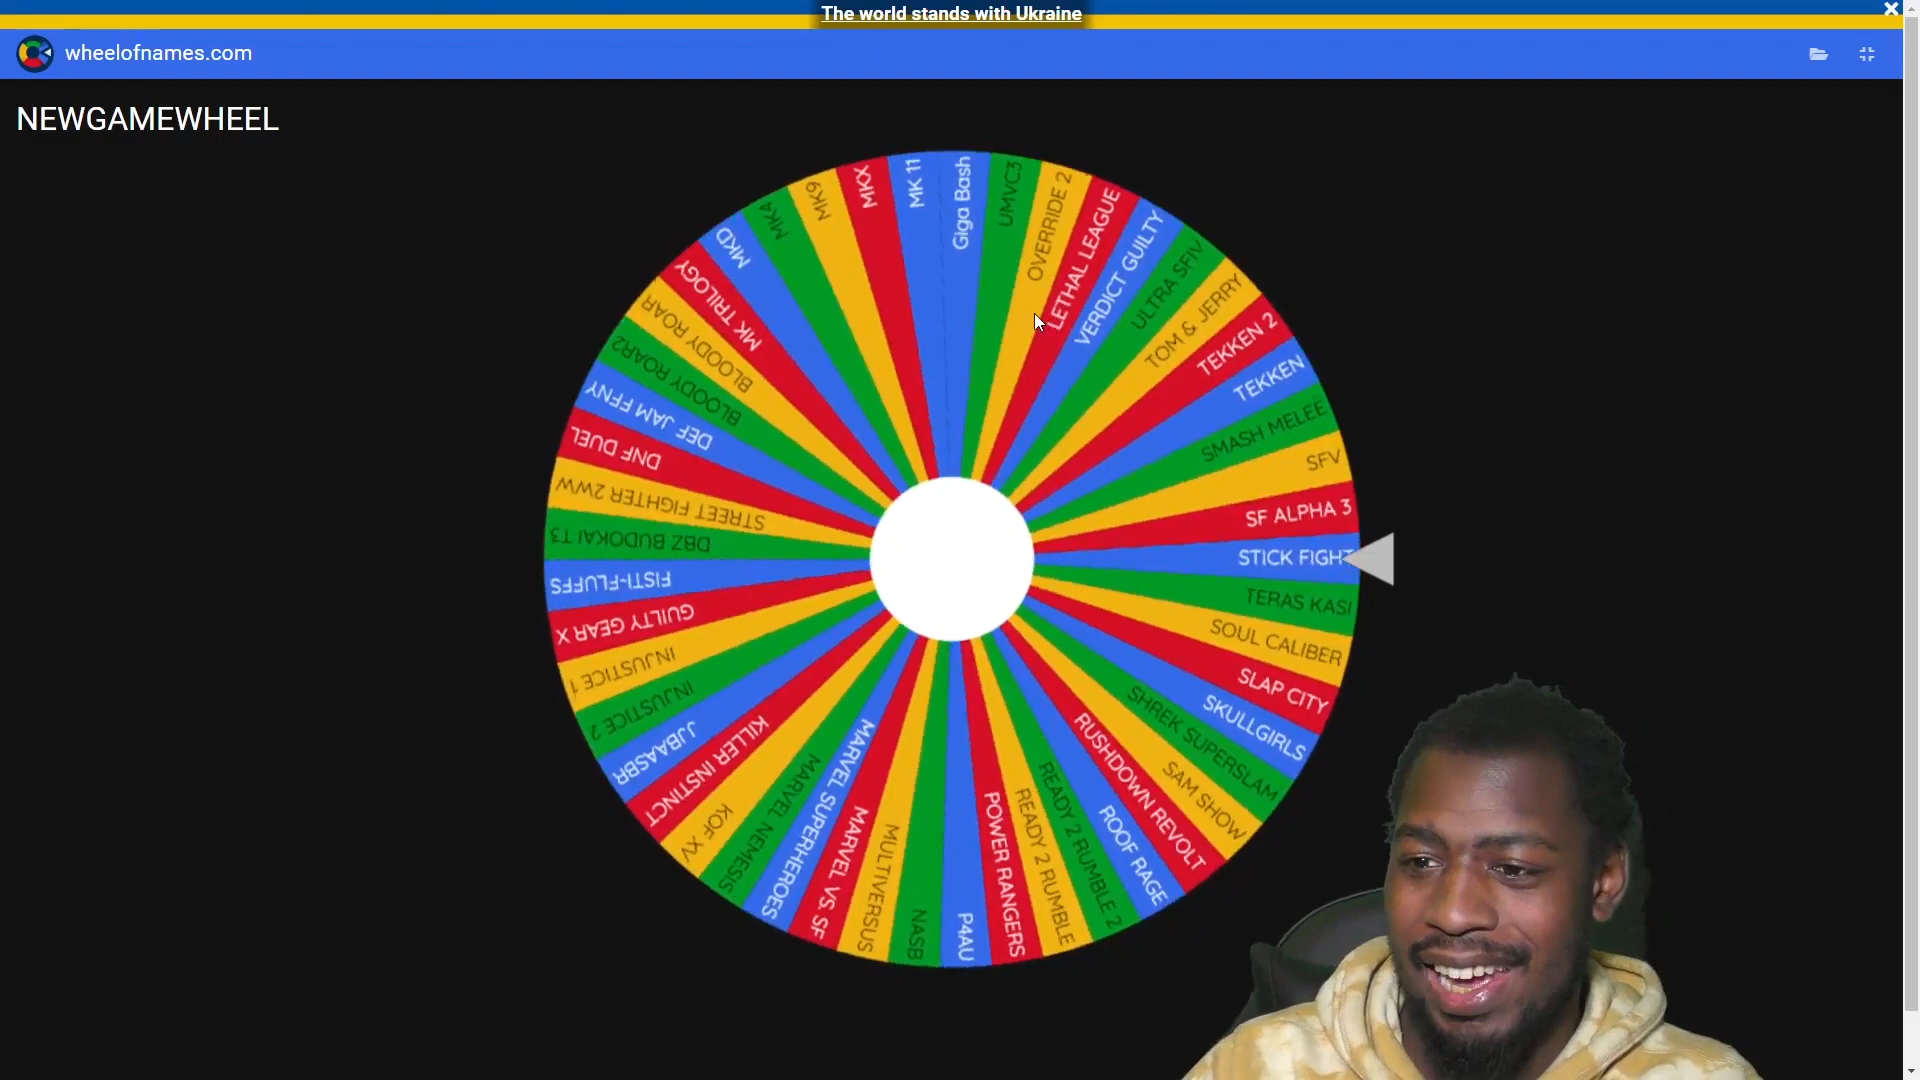 The world stands with Ukraine
wheelofnames.com
NEWGAMEWHEEL
Giga Bash
UMVC3
OVERRIDE 2
LETHAL LEAGUE
VERDICT GUILTY
ULTRA SFIV
TOM & JERRY
TEKKEN 2
TEKKEN
SMASH MELEE
SFV
SF ALPHA 3
STICK FIGHT
TERAS KASI
SOUL CALIBER
SLAP CITY
SKULLGIRLS
SHREK SUPERSLAM
SAM SHOW
RUSHDOWN REVOLT
ROOF RAGE
READY 2 RUMBLE 2
READY 2 RUMBLE
POWER RANGERS
P4AU
NASB
MULTIVERSUS
MARVEL VS. SF
MARVEL SUPERHEROES
MARVEL NEMESIS
KOF XV
KILLER INSTINCT
JJBAASBR
INJUSTICE 2
INJUSTICE 1
GUILTY GEAR X
FISTI-FLUFFS
DBZ BUDOKAI T3
STREET FIGHTER 2WW
DNF DUEL
DEF JAM FFNY
BLOODY ROAR2
BLOODY ROAR
MK TRILOGY
MKD
MK4
MK9
MKX
MK 11